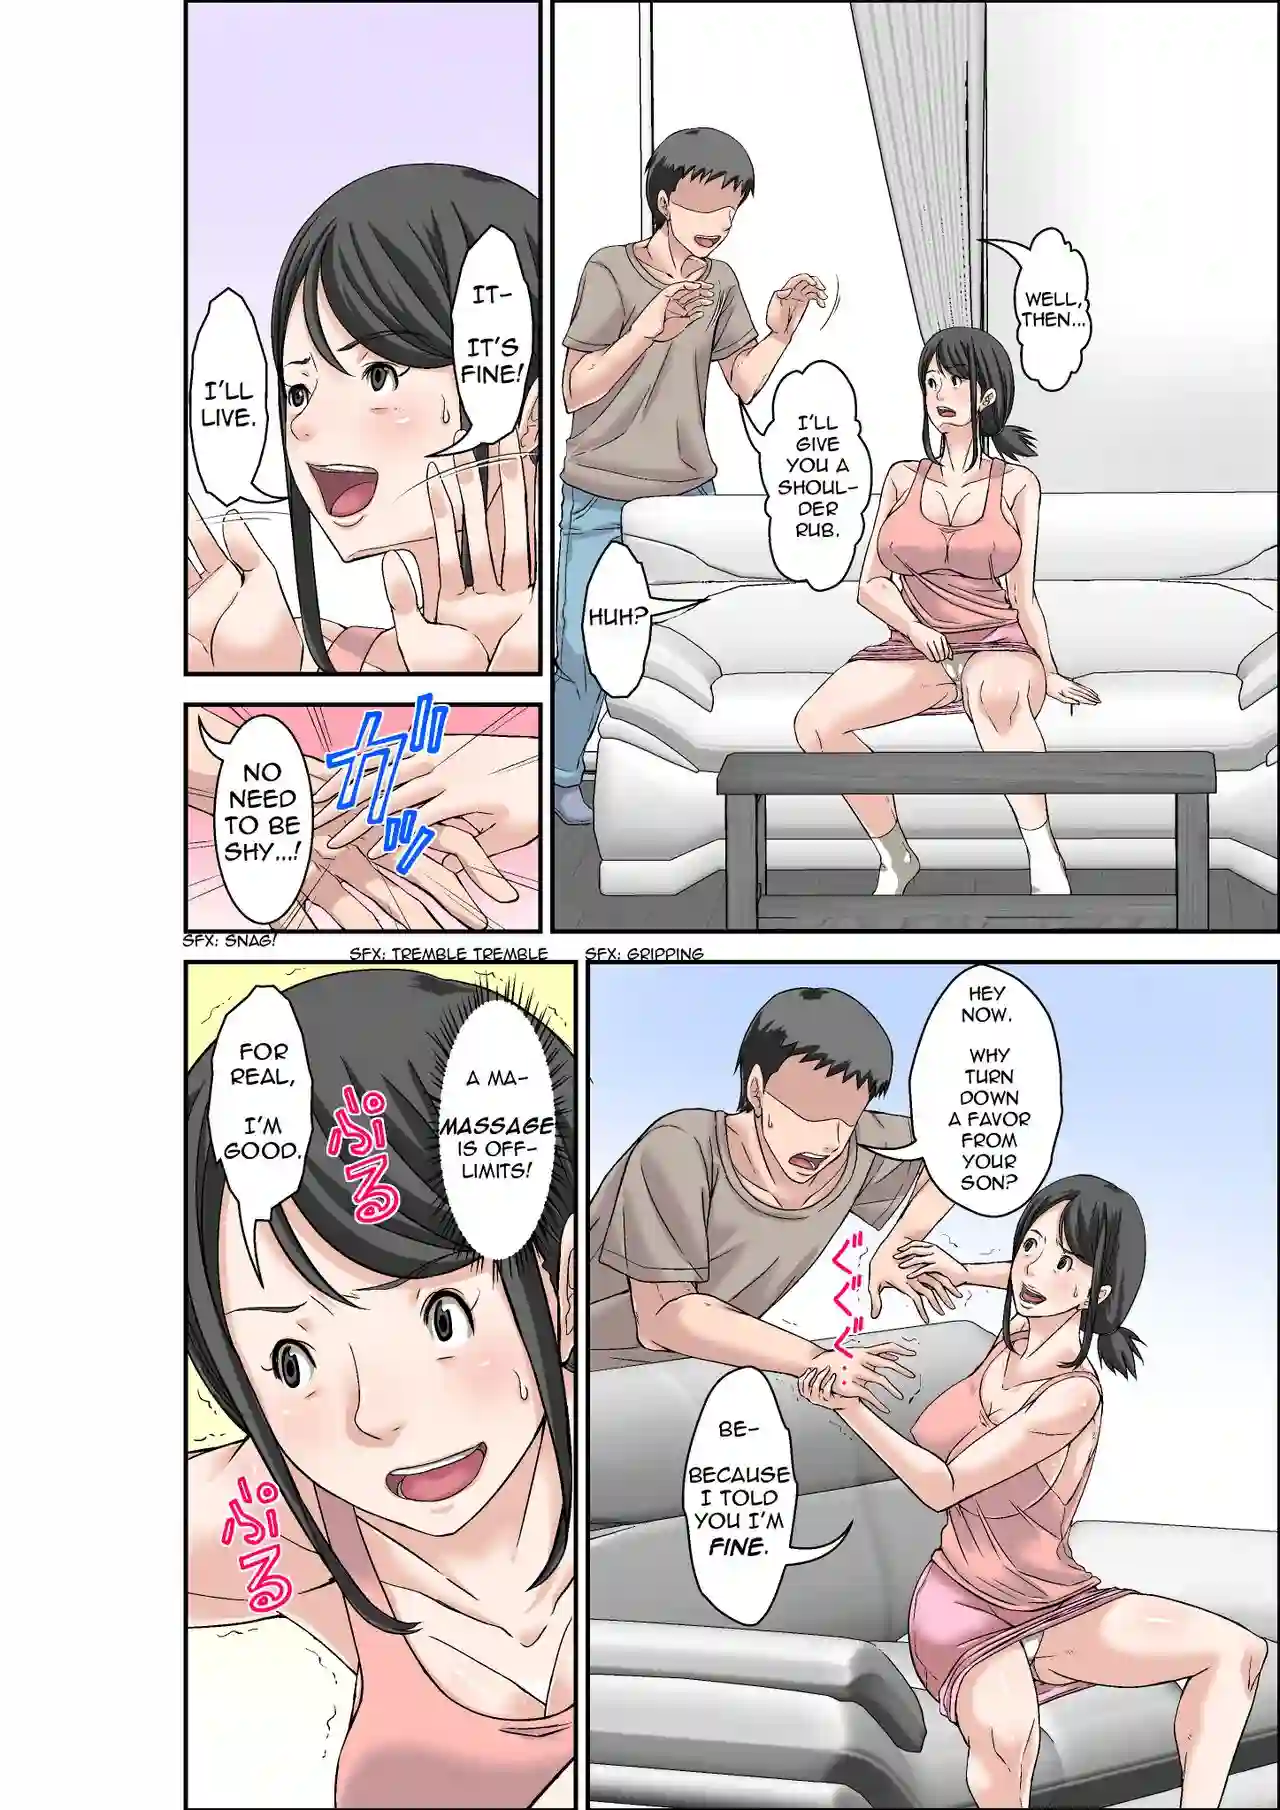 WELL,
THEN...
I'LL
GIVE
YOU A
SHOUL-
DER
RUB.
HUH?
IT-
IT'S
FINE!
I'LL
LIVE.
NO
NEED
TO BE
SHY...!
ガ
ガッ
SFX: SNAG!
SFX: TREMBLE TREMBLE
SFX: GRIPPING
HEY
NOW.
WHY
TURN
DOWN
A FAVOR
FROM
YOUR
SON?
ぐぐぐ…
BE-
BECAUSE
I TOLD
YOU I'M
FINE.
A MA-
MASSAGE
IS OFF-
LIMITS!
FOR
REAL,
I'M
GOOD.
ぷる
ぷる